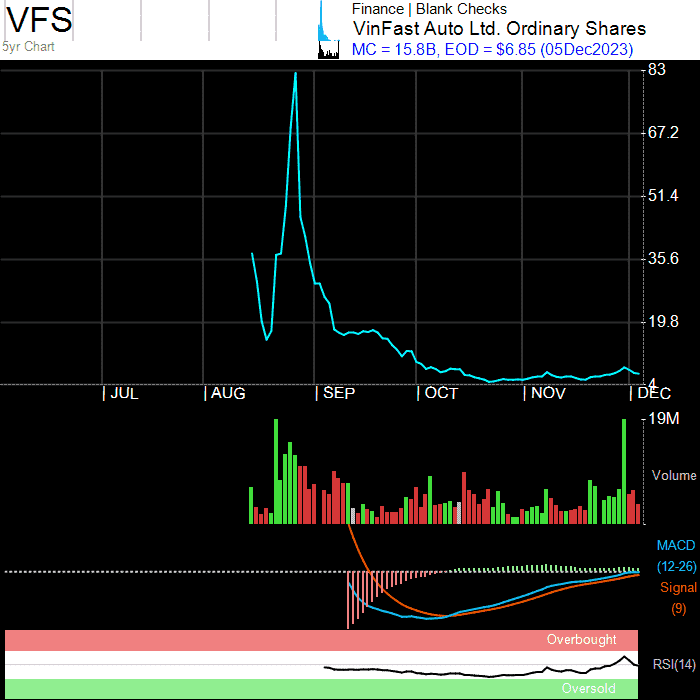 VFS
5yr Chart
Finance | Blank Checks
VinFast Auto Ltd. Ordinary Shares
MC = 15.8B, EOD = $6.85 (05Dec2023)
83
67.2
51.4
35.6
19.8
4
JUL AUG SEP OCT NOV DEC
19M
Volume
MACD
(12-26)
Signal
(9)
Overbought
RSI(14)
Oversold